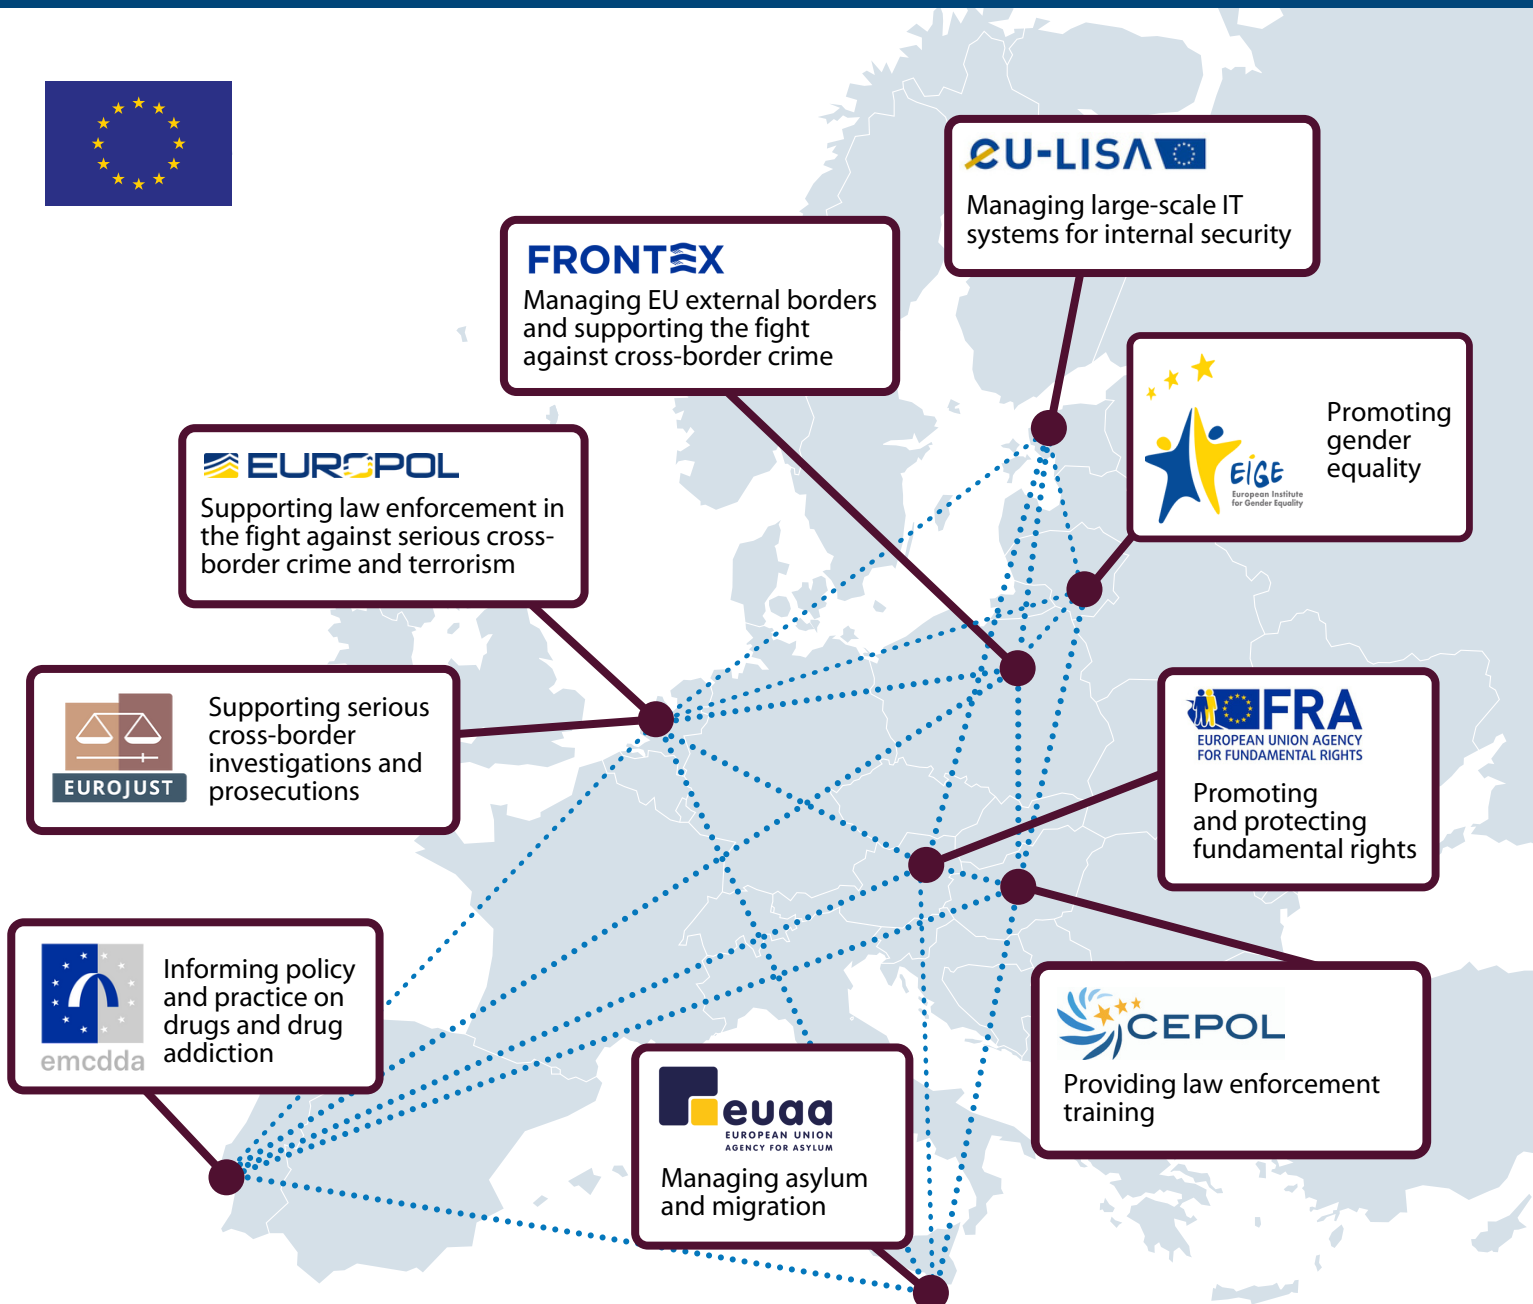 eu-LISA
Managing large-scale IT
systems for internal security
FRONTEX
Managing EU external borders
and supporting the fight
against cross-border crime
EIGE
European Institute
for Gender Equality
Promoting
gender
equality
EUROPOL
Supporting law enforcement in
the fight against serious cross-
border crime and terrorism
EUROJUST
Supporting serious
cross-border
investigations and
prosecutions
FRA
EUROPEAN UNION AGENCY
FOR FUNDAMENTAL RIGHTS
Promoting
and protecting
fundamental rights
emcdda
Informing policy
and practice on
drugs and drug
addiction
euaa
EUROPEAN UNION
AGENCY FOR ASYLUM
Managing asylum
and migration
CEPOL
Providing law enforcement
training